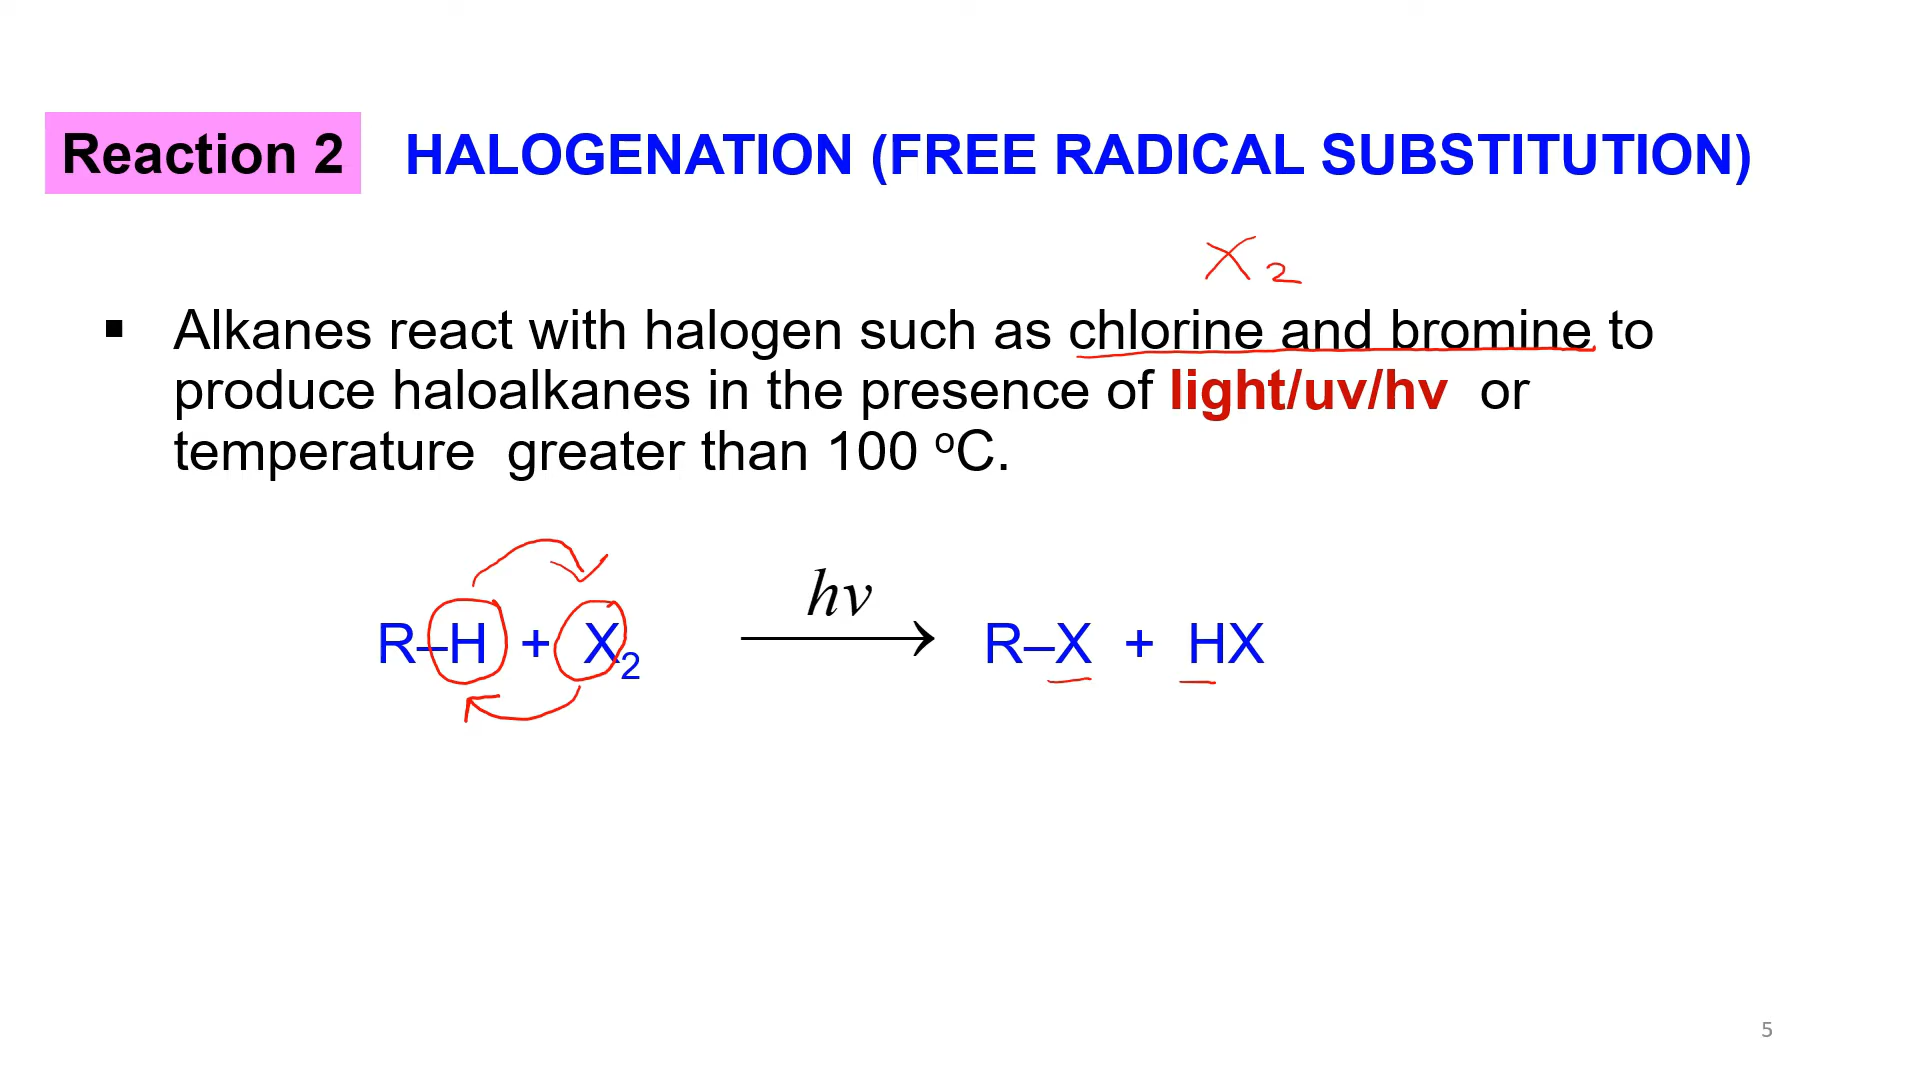 Reaction 2 HALOGENATION (FREE RADICAL SUBSTITUTION)
X₂
▪ Alkanes react with halogen such as chlorine and bromine to
produce haloalkanes in the presence of light/uv/hv or
temperature greater than 100 ºC.
hν
R–H + X₂ ⟶ R–X + HX
5